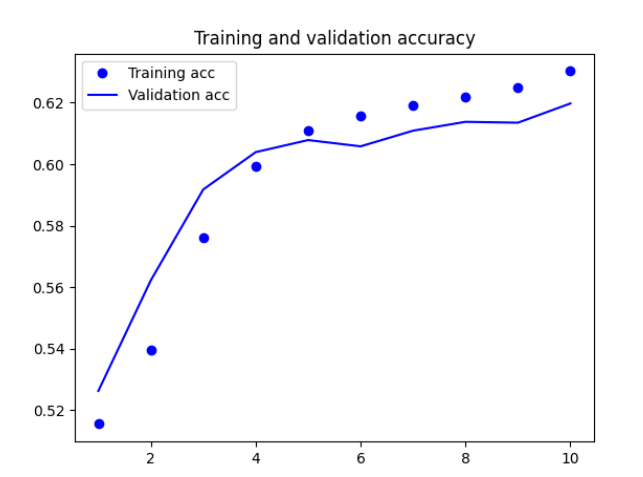 Training and validation accuracy
Training acc
Validation acc
0.62
0.60
0.58
0.56
0.54
0.52
2 4 6 8 10